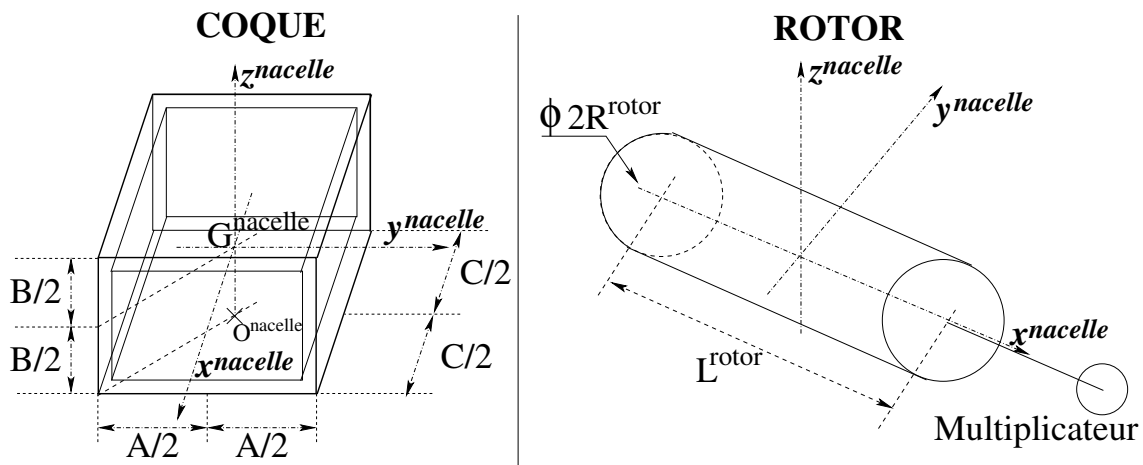 COQUE
z^nacelle
G^nacelle
y^nacelle
B/2
B/2
O^nacelle
x^nacelle
C/2
C/2
A/2
A/2
ROTOR
z^nacelle
y^nacelle
ϕ 2R^rotor
x^nacelle
L^rotor
Multiplicateur